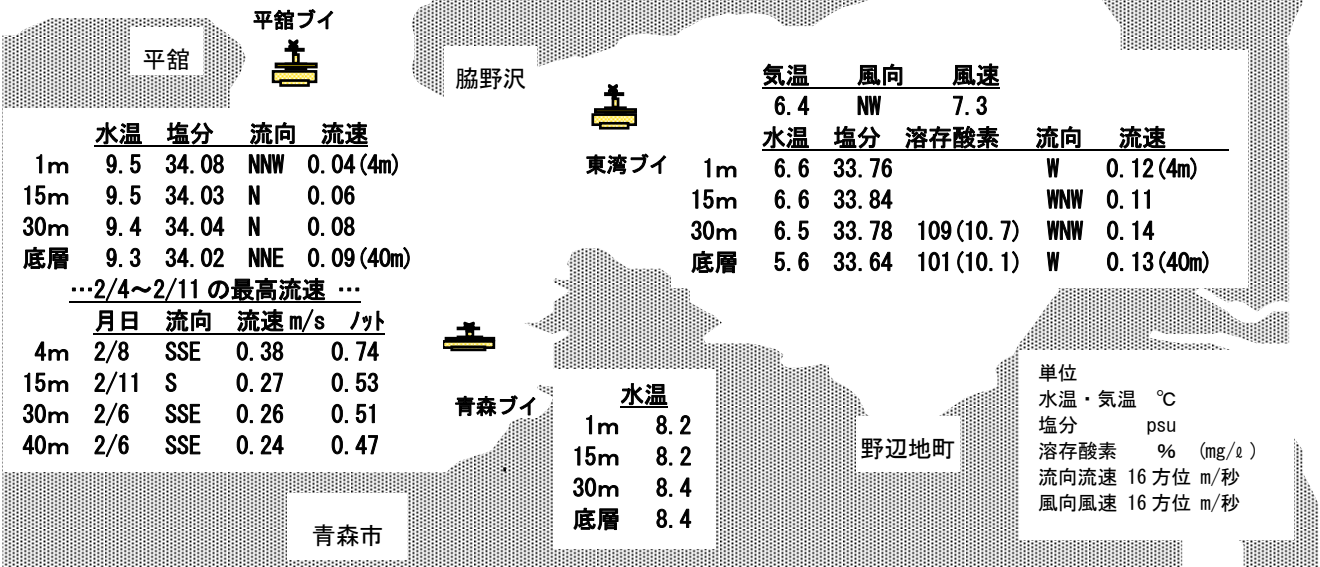 平舘ブイ
平舘
脇野沢
水温 塩分 流向 流速
1m 9.5 34.08 NNW 0.04(4m)
15m 9.5 34.03 N 0.06
30m 9.4 34.04 N 0.08
底層 9.3 34.02 NNE 0.09(40m)
…2/4～2/11の最高流速…
月日 流向 流速m/s ﾉｯﾄ
4m 2/8 SSE 0.38 0.74
15m 2/11 S 0.27 0.53
30m 2/6 SSE 0.26 0.51
40m 2/6 SSE 0.24 0.47
東湾ブイ
気温 風向 風速
6.4 NW 7.3
水温 塩分 溶存酸素 流向 流速
1m 6.6 33.76 W 0.12(4m)
15m 6.6 33.84 WNW 0.11
30m 6.5 33.78 109(10.7) WNW 0.14
底層 5.6 33.64 101(10.1) W 0.13(40m)
青森ブイ
水温
1m 8.2
15m 8.2
30m 8.4
底層 8.4
青森市
野辺地町
単位
水温・気温 ℃
塩分 psu
溶存酸素 % (mg/ℓ)
流向流速 16方位 m/秒
風向風速 16方位 m/秒